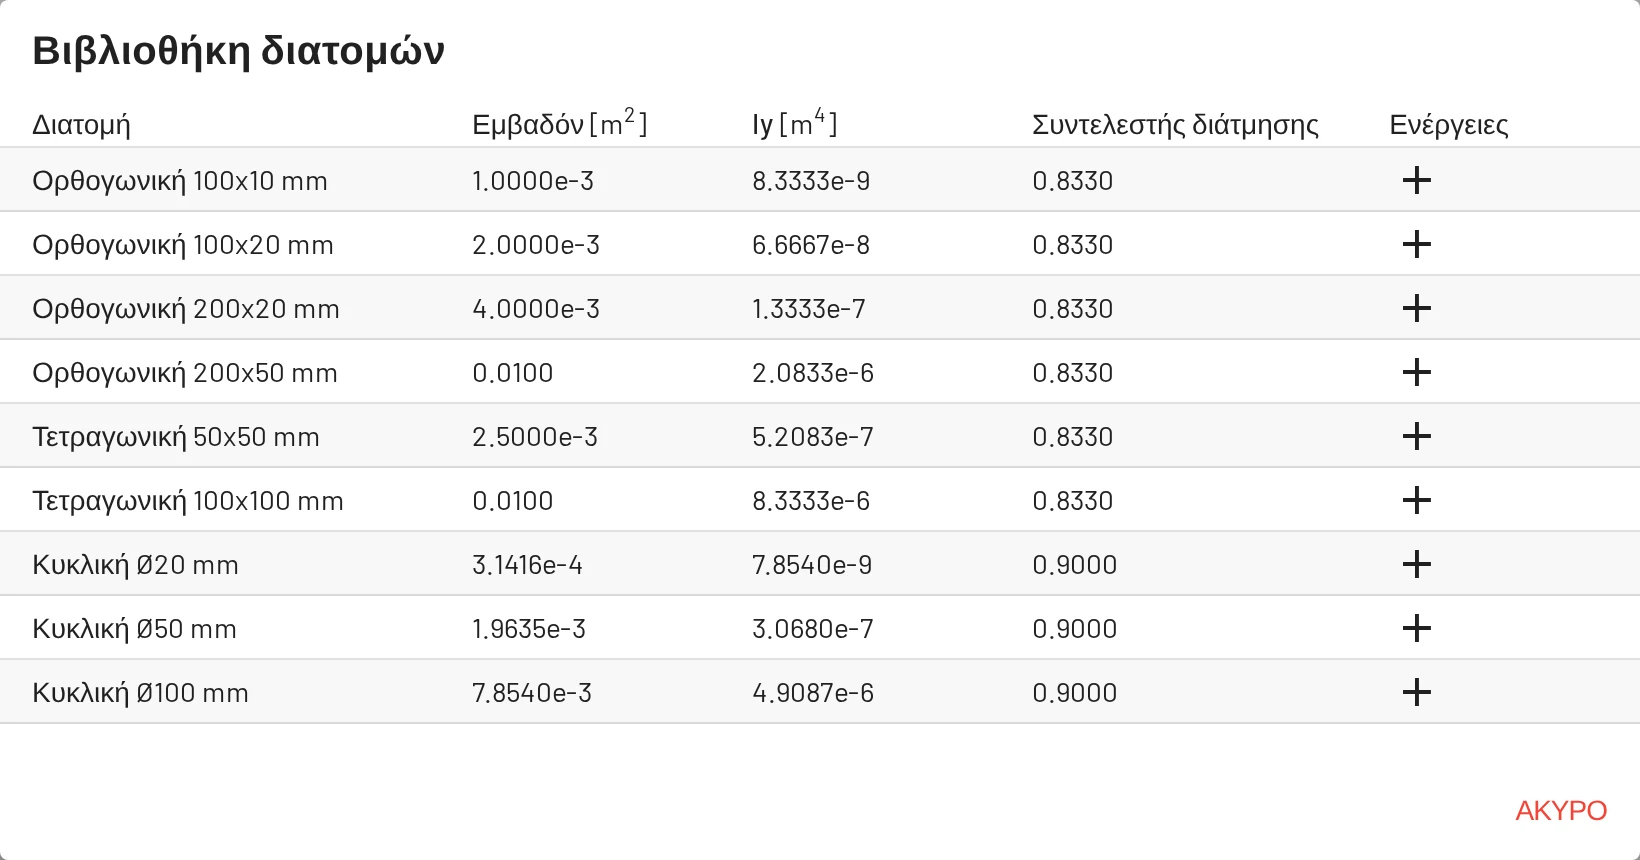 Βιβλιοθήκη διατομών
Διατομή Εμβαδόν [m²] Iy [m⁴] Συντελεστής διάτμησης Ενέργειες
Ορθογωνική 100x10 mm 1.0000e-3 8.3333e-9 0.8330
Ορθογωνική 100x20 mm 2.0000e-3 6.6667e-8 0.8330
Ορθογωνική 200x20 mm 4.0000e-3 1.3333e-7 0.8330
Ορθογωνική 200x50 mm 0.0100 2.0833e-6 0.8330
Τετραγωνική 50x50 mm 2.5000e-3 5.2083e-7 0.8330
Τετραγωνική 100x100 mm 0.0100 8.3333e-6 0.8330
Κυκλική Ø20 mm 3.1416e-4 7.8540e-9 0.9000
Κυκλική Ø50 mm 1.9635e-3 3.0680e-7 0.9000
Κυκλική Ø100 mm 7.8540e-3 4.9087e-6 0.9000
ΑΚΥΡΟ